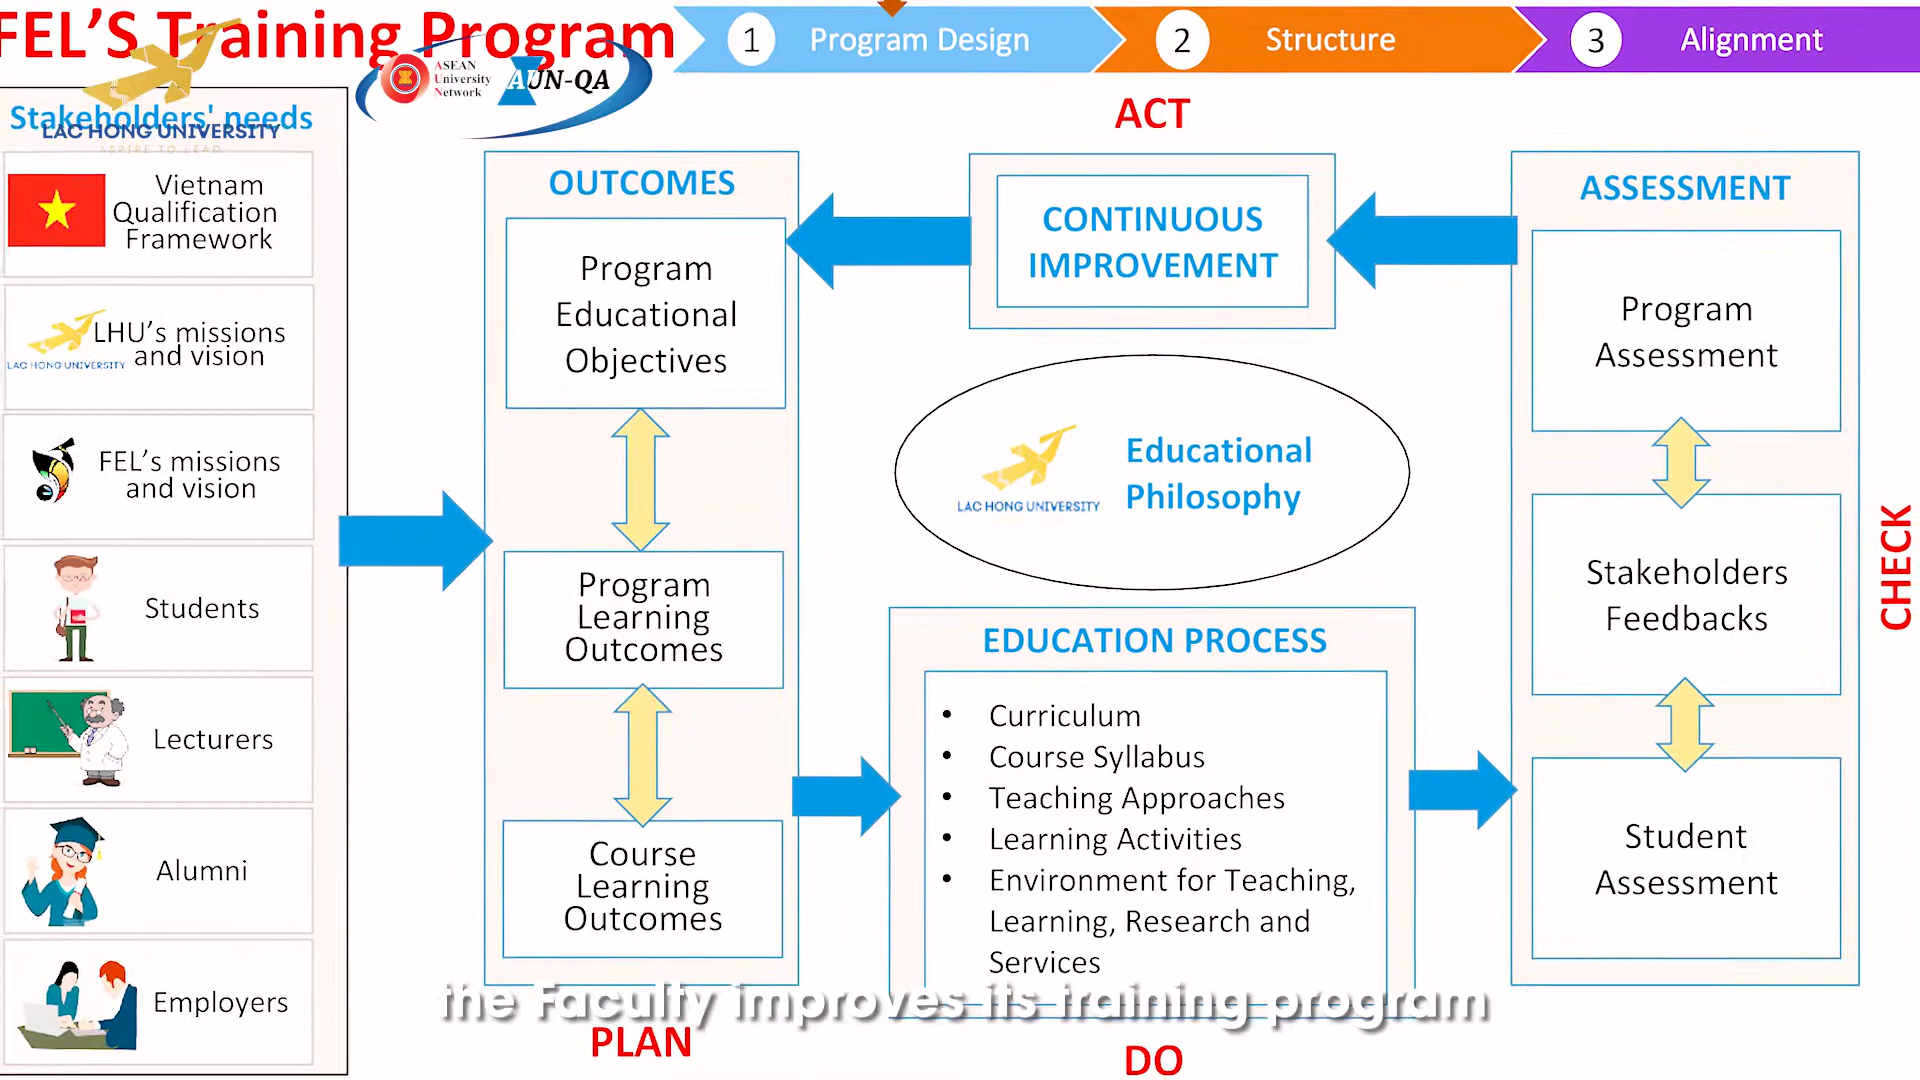 FEL'S Training Program
1 Program Design
2 Structure
3 Alignment
ASEAN
University
Network
AUN-QA
Stakeholders' needs
LAC HONG UNIVERSITY
ASPIRE TO LEAD
Vietnam
Qualification
Framework
LHU's missions
and vision
LAC HONG UNIVERSITY
FEL's missions
and vision
Students
Lecturers
Alumni
Employers
OUTCOMES
Program
Educational
Objectives
Program
Learning
Outcomes
Course
Learning
Outcomes
PLAN
ACT
CONTINUOUS
IMPROVEMENT
LAC HONG UNIVERSITY
Educational
Philosophy
EDUCATION PROCESS
• Curriculum
• Course Syllabus
• Teaching Approaches
• Learning Activities
• Environment for Teaching,
Learning, Research and
Services
DO
ASSESSMENT
Program
Assessment
Stakeholders
Feedbacks
Student
Assessment
CHECK
the Faculty improves its training program